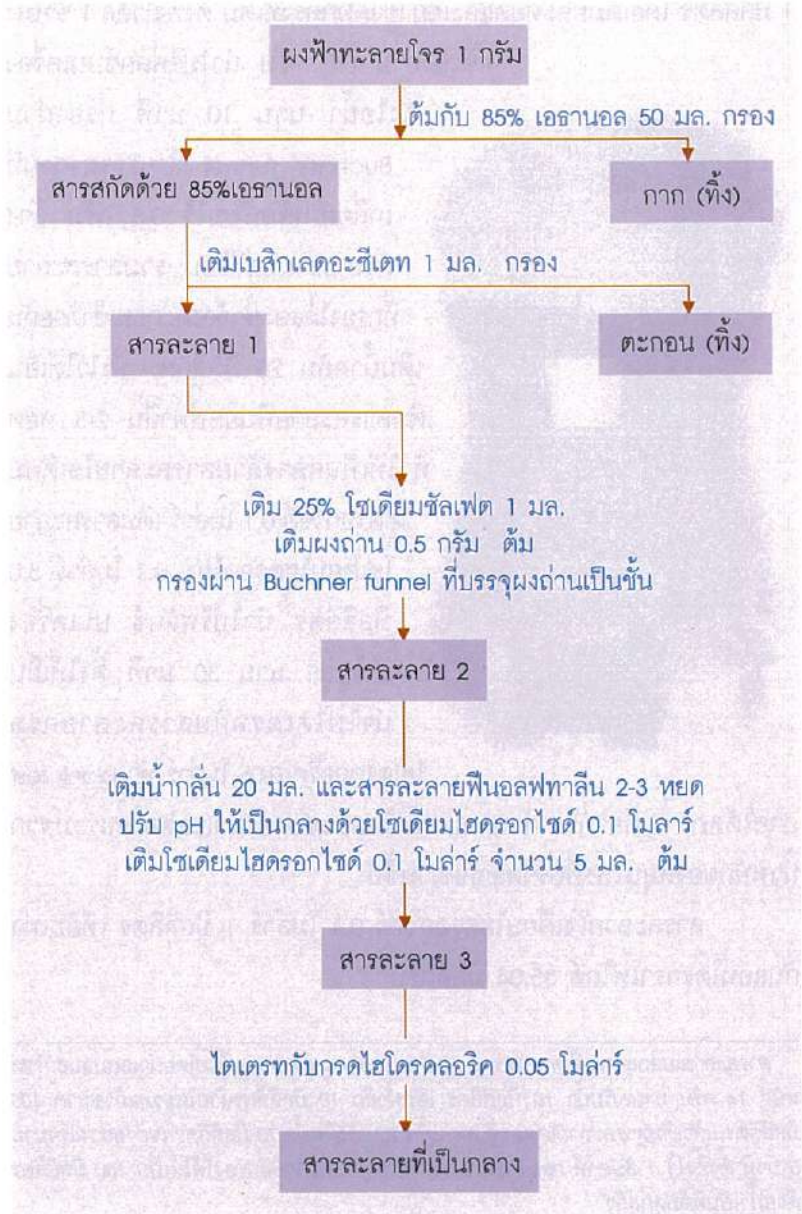 ผงฟ้าทะลายโจร 1 กรัม
ต้มกับ 85% เอธานอล 50 มล. กรอง
สารสกัดด้วย 85%เอธานอล
กาก (ทิ้ง)
เติมเบสิกเลดอะซีเตท 1 มล. กรอง
สารละลาย 1
ตะกอน (ทิ้ง)
เติม 25% โซเดียมซัลเฟต 1 มล.
เติมผงถ่าน 0.5 กรัม ต้ม
กรองผ่าน Buchner funnel ที่บรรจุผงถ่านเป็นชั้น
สารละลาย 2
เติมน้ำกลั่น 20 มล. และสารละลายฟีนอลฟทาลีน 2-3 หยด
ปรับ pH ให้เป็นกลางด้วยโซเดียมไฮดรอกไซด์ 0.1 โมลาร์
เติมโซเดียมไฮดรอกไซด์ 0.1 โมล่าร์ จำนวน 5 มล. ต้ม
สารละลาย 3
ไตเตรทกับกรดไฮโดรคลอริค 0.05 โมล่าร์
สารละลายที่เป็นกลาง